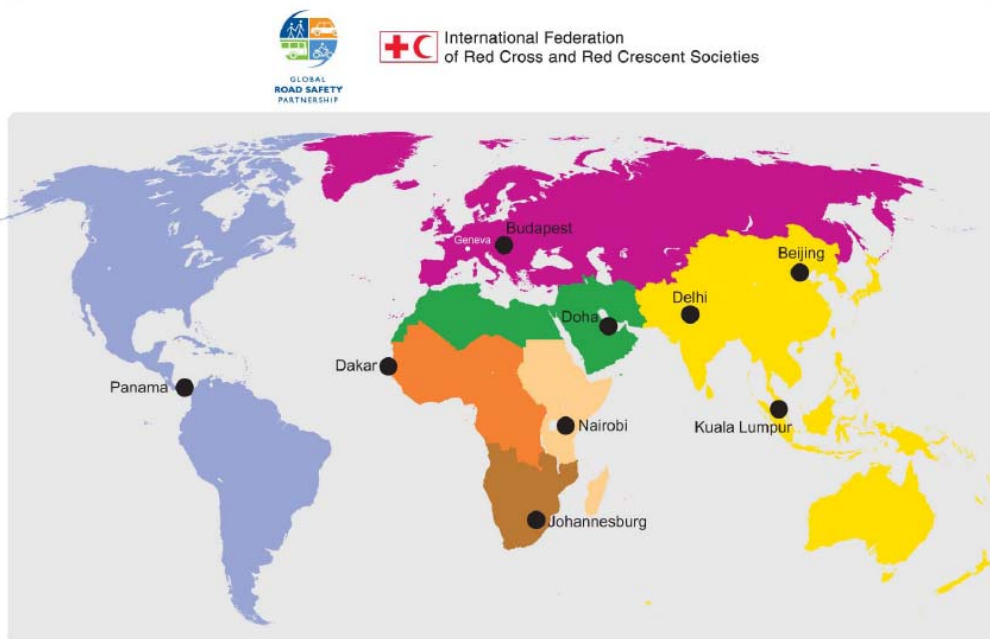 GLOBAL
ROAD SAFETY
PARTNERSHIP
International Federation
of Red Cross and Red Crescent Societies
Budapest
Geneva
Beijing
Delhi
Doha
Dakar
Panama
Nairobi
Kuala Lumpur
Johannesburg